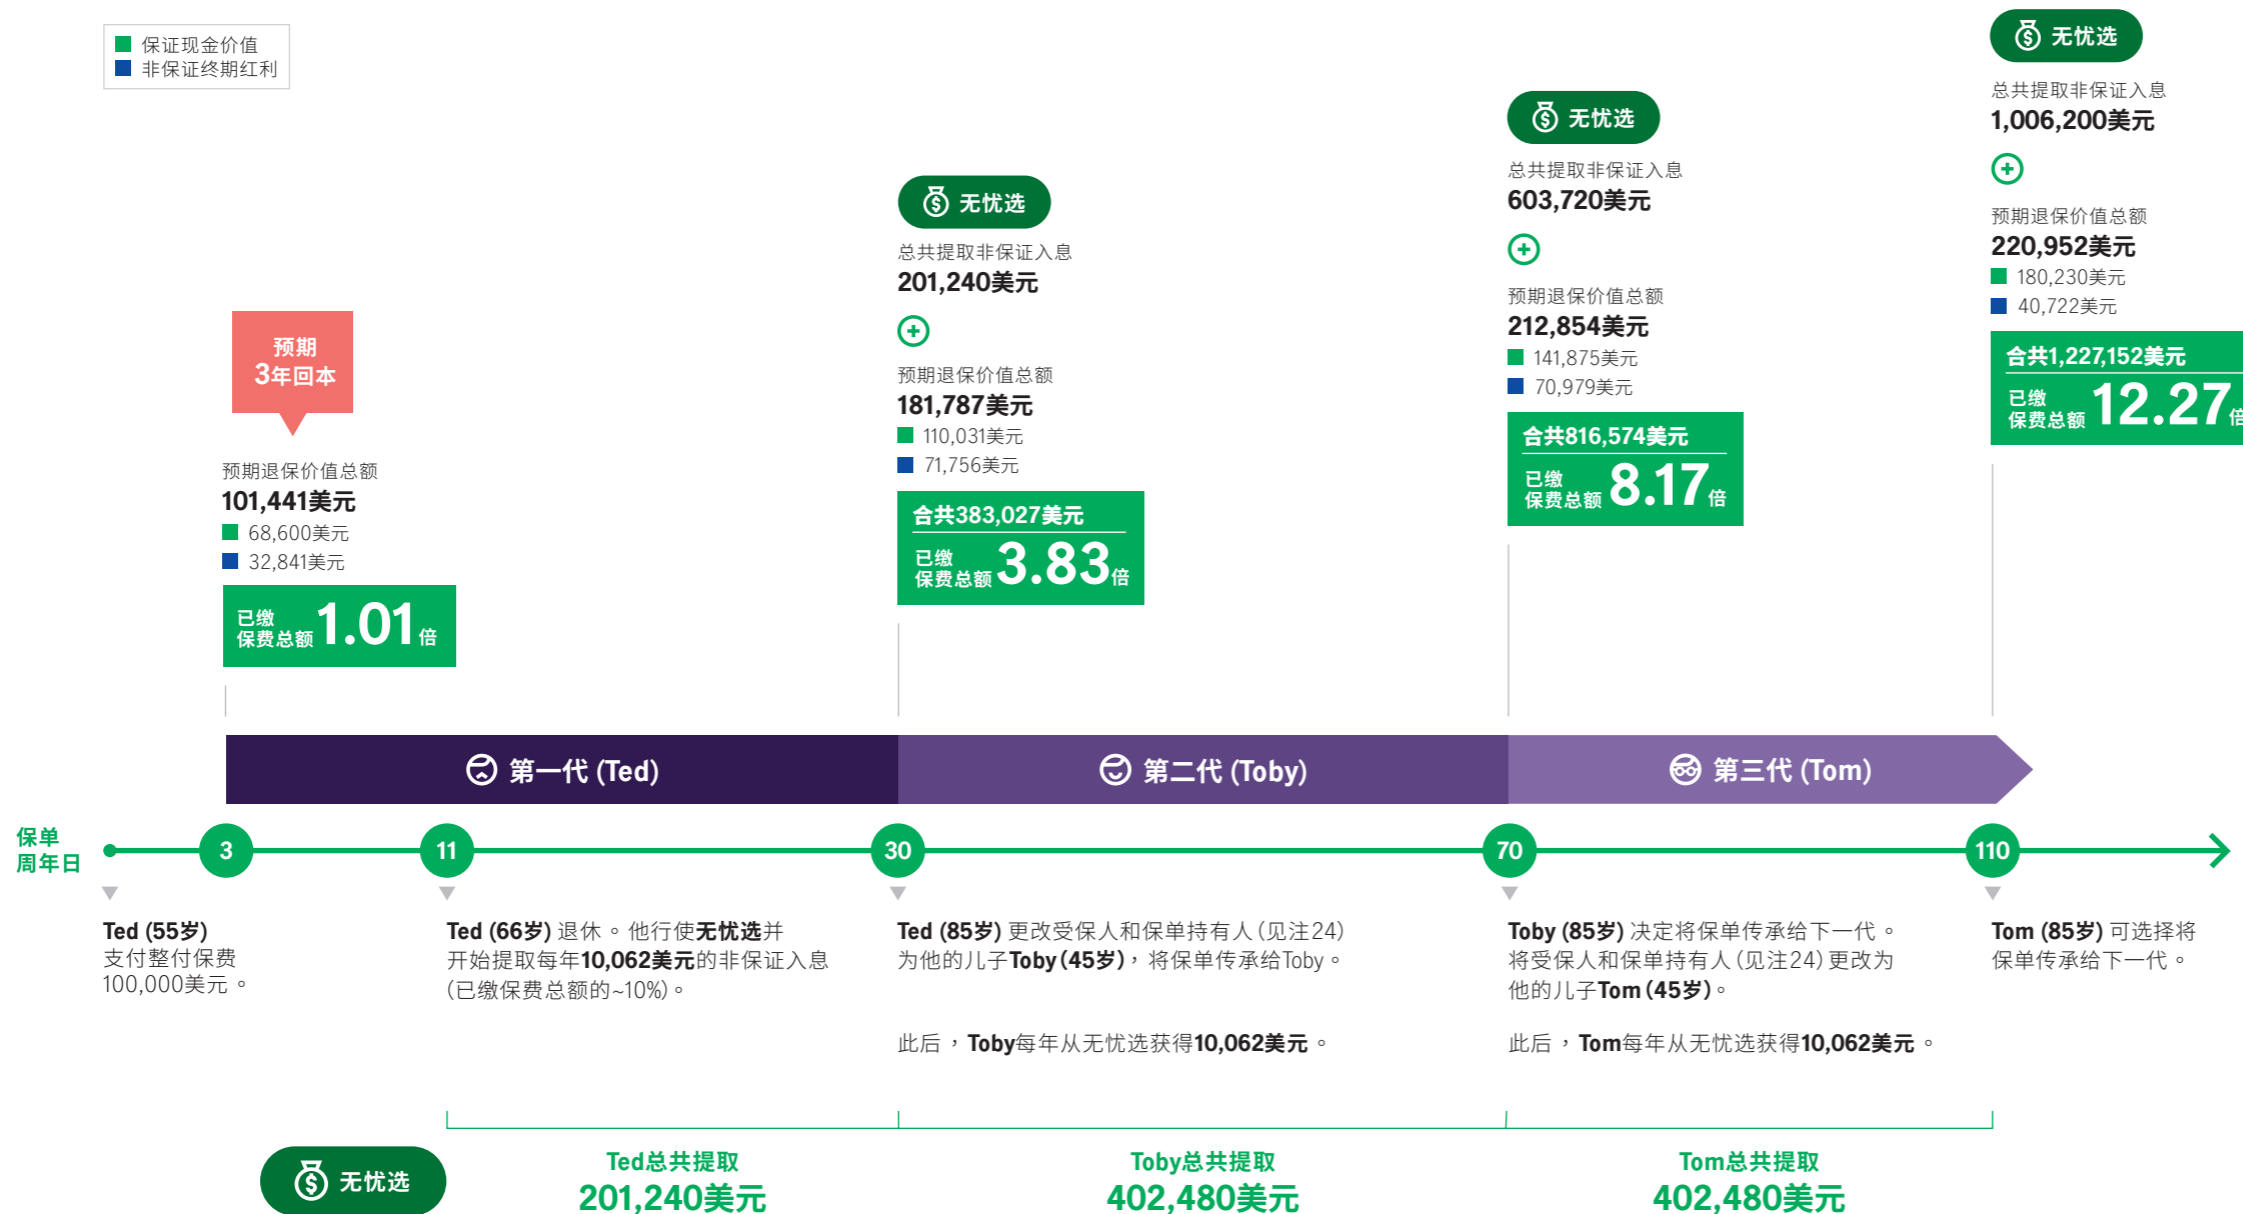 保证现金价值
非保证终期红利
预期
3年回本
预期退保价值总额
101,441美元
68,600美元
32,841美元
已缴
保费总额 1.01倍
无忧选
总共提取非保证入息
201,240美元
预期退保价值总额
181,787美元
110,031美元
71,756美元
合共383,027美元
已缴
保费总额 3.83倍
无忧选
总共提取非保证入息
603,720美元
预期退保价值总额
212,854美元
141,875美元
70,979美元
合共816,574美元
已缴
保费总额 8.17倍
无忧选
总共提取非保证入息
1,006,200美元
预期退保价值总额
220,952美元
180,230美元
40,722美元
合共1,227,152美元
已缴
保费总额 12.27倍
第一代 (Ted)
第二代 (Toby)
第三代 (Tom)
保单
周年日
3
11
30
70
110
Ted (55岁)
支付整付保费
100,000美元。
Ted (66岁) 退休。他行使无忧选并
开始提取每年10,062美元的非保证入息
(已缴保费总额的~10%)。
Ted (85岁) 更改受保人和保单持有人(见注24)
为他的儿子Toby(45岁)，将保单传承给Toby。
此后，Toby每年从无忧选获得10,062美元。
Toby (85岁) 决定将保单传承给下一代。
将受保人和保单持有人(见注24)更改为
他的儿子Tom(45岁)。
此后，Tom每年从无忧选获得10,062美元。
Tom (85岁) 可选择将
保单传承给下一代。
无忧选
Ted总共提取
201,240美元
Toby总共提取
402,480美元
Tom总共提取
402,480美元